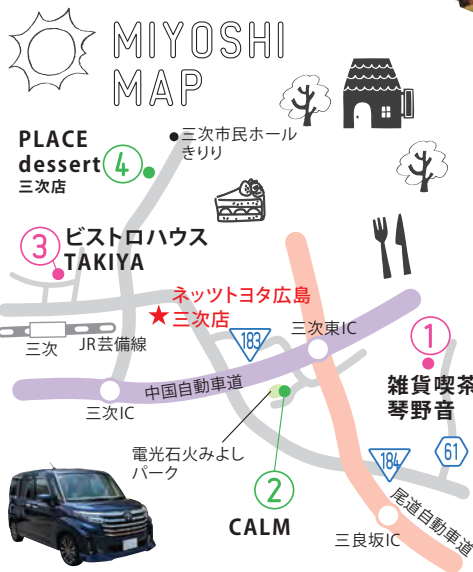 MIYOSHI
MAP
三次市民ホール
きりり
PLACE
dessert
三次店
4
3
ビストロハウス
TAKIYA
ネッツトヨタ広島
三次店
183
三次東IC
1
三次
JR芸備線
中国自動車道
雑貨喫茶
琴野音
三次IC
電光石火みよし
パーク
184
61
2
CALM
尾道自動車道
三良坂IC